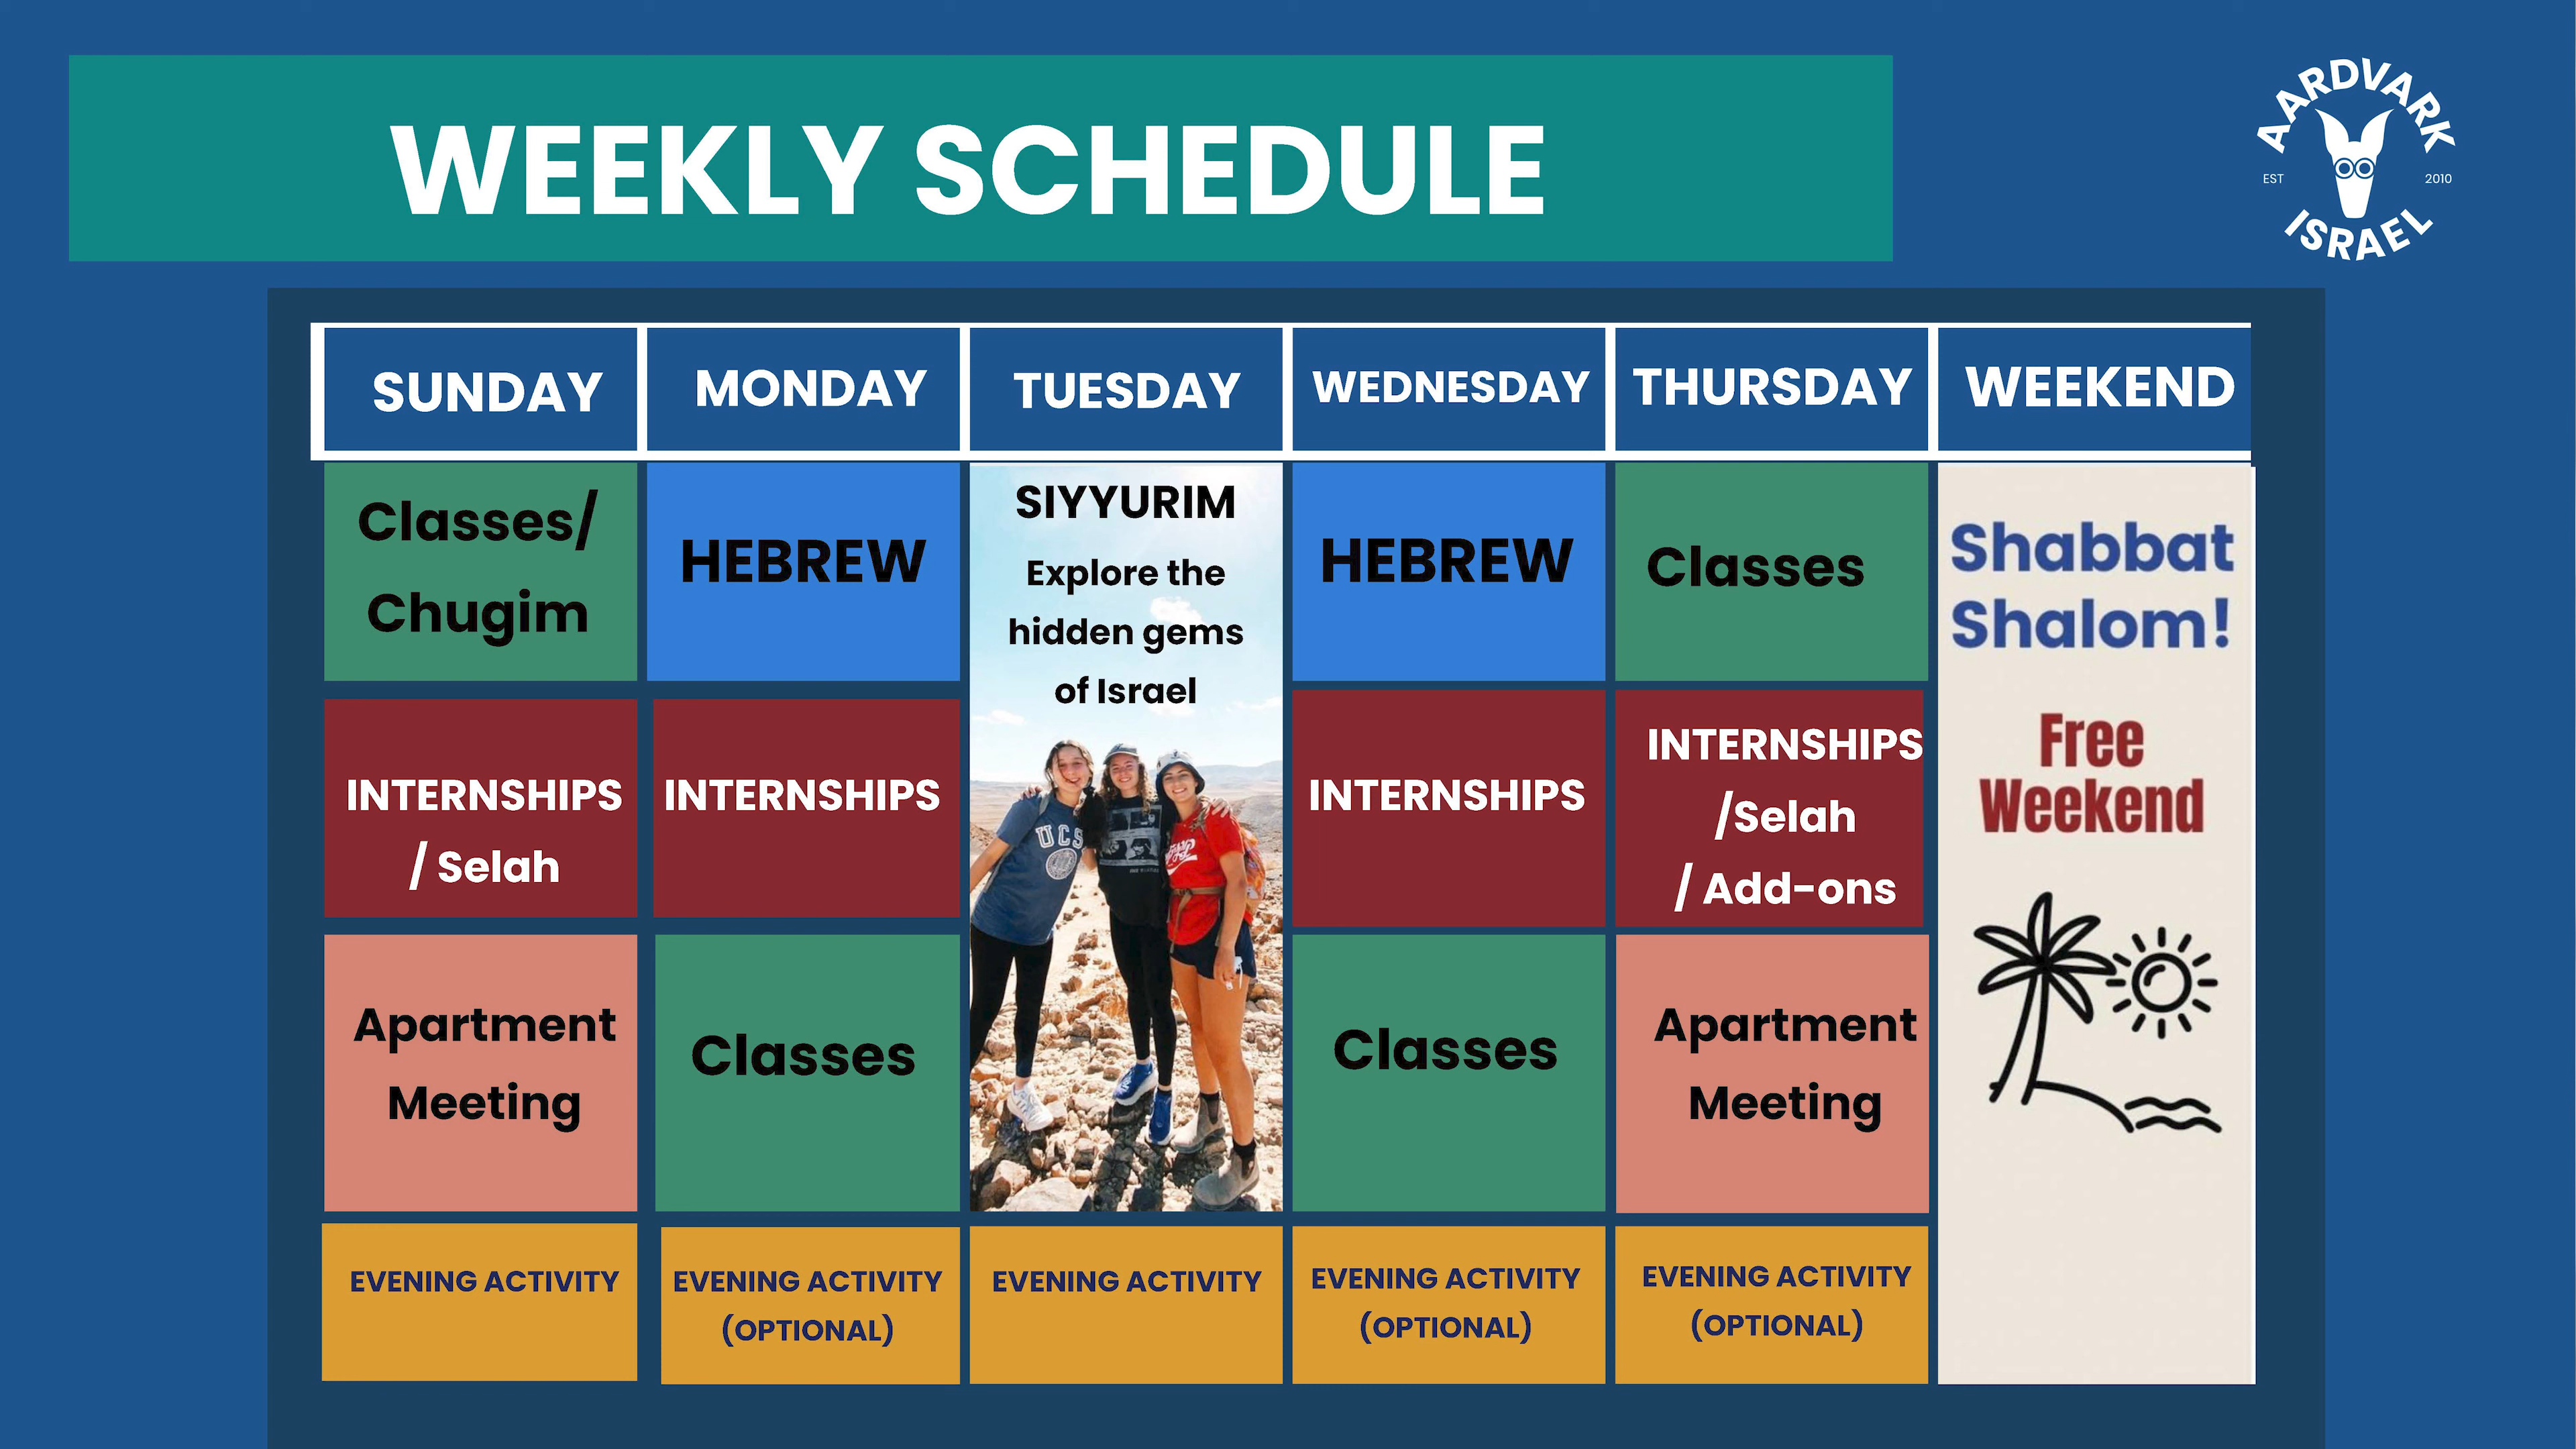 WEEKLY SCHEDULE
AARDVARK
EST
2010
ISRAEL
SUNDAY
MONDAY
TUESDAY
WEDNESDAY
THURSDAY
WEEKEND
Classes/
Chugim
HEBREW
SIYYURIM
Explore the
hidden gems
of Israel
HEBREW
Classes
Shabbat
Shalom!
Free
Weekend
INTERNSHIPS
/ Selah
INTERNSHIPS
UCS
INTERNSHIPS
INTERNSHIPS
/Selah
/ Add-ons
Apartment
Meeting
Classes
Classes
Apartment
Meeting
EVENING ACTIVITY
EVENING ACTIVITY
(OPTIONAL)
EVENING ACTIVITY
EVENING ACTIVITY
(OPTIONAL)
EVENING ACTIVITY
(OPTIONAL)